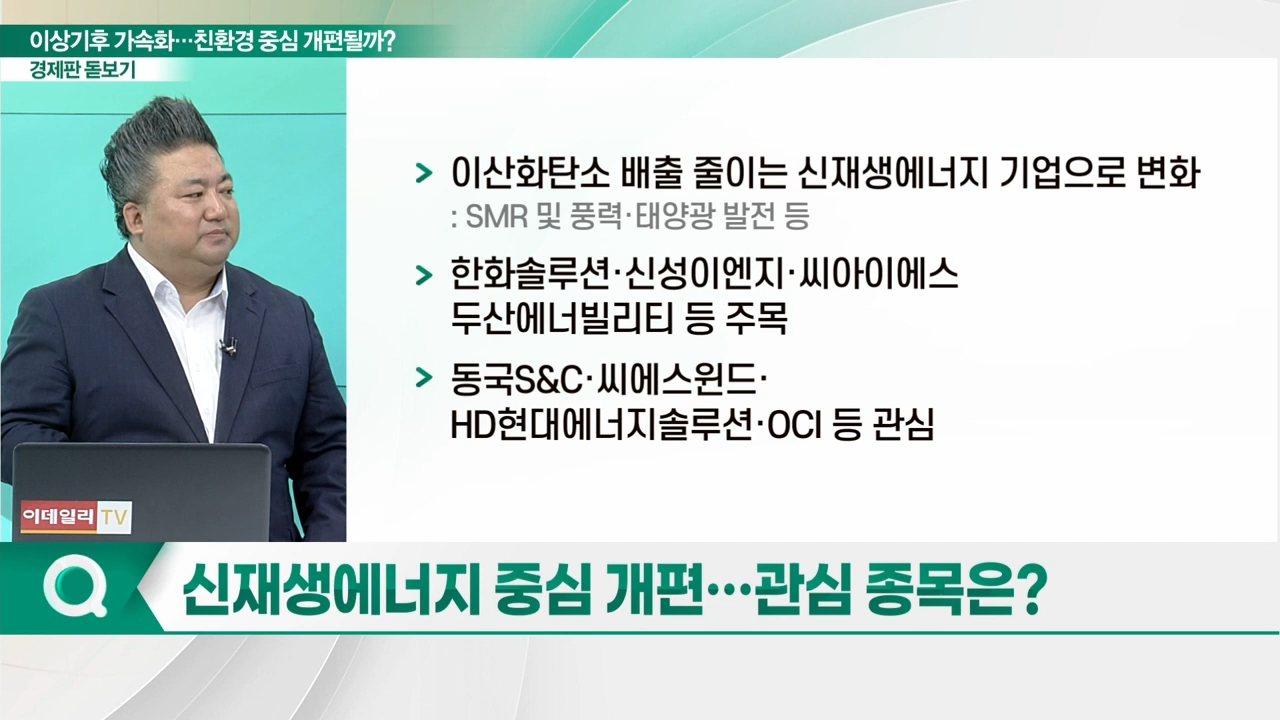 이상기후 가속화…친환경 중심 개편될까?
경제판 돋보기
> 이산화탄소 배출 줄이는 신재생에너지 기업으로 변화
: SMR 및 풍력·태양광 발전 등
> 한화솔루션·신성이엔지·씨아이에스
두산에너빌리티 등 주목
> 동국S&C·씨에스윈드·
HD현대에너지솔루션·OCI 등 관심
이데일리 TV
Q 신재생에너지 중심 개편…관심 종목은?